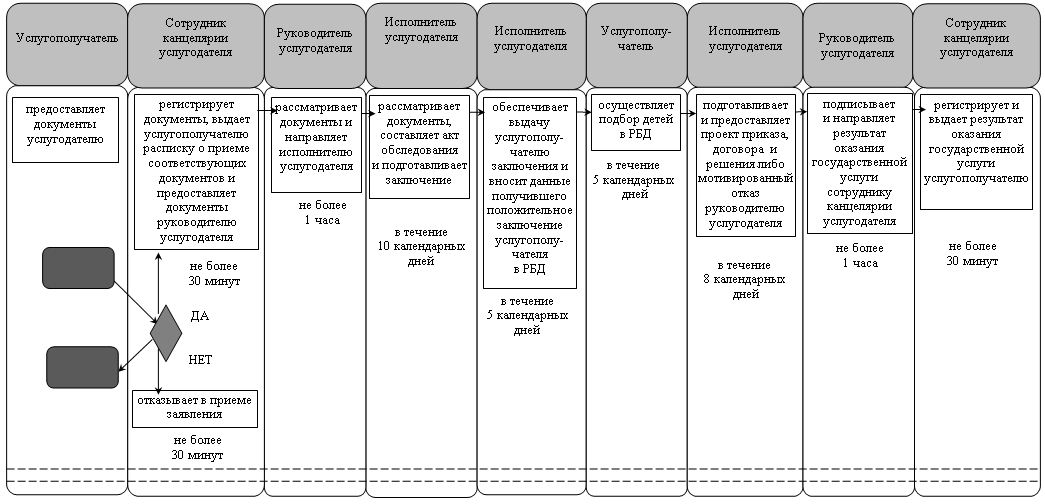 Услугополучатель
Сотрудник
канцелярии
услугодателя
Руководитель
услугодателя
Исполнитель
услугодателя
Исполнитель
услугодателя
Услугополу-
чатель
Исполнитель
услугодателя
Руководитель
услугодателя
Сотрудник
канцелярии
услугодателя
предоставляет
документы
услугодателю
регистрирует
документы, выдает
услугополучателю
расписку о приеме
соответствующих
документов и
предоставляет
документы
руководителю
услугодателя
не более
30 минут
ДА
НЕТ
отказывает в приеме
заявления
не более
30 минут
рассматривает
документы и
направляет
исполнителю
услугодателя
не более
1 часа
рассматривает
документы,
составляет акт
обследования
и подготавливает
заключение
в течение
10 календарных
дней
обеспечивает
выдачу
услугополу-
чателю
заключения и
вносит данные
получившего
положительное
заключение
услугополу-
чателя
в РБД
в течение
5 календарных
дней
осуществляет
подбор детей
в РБД
в течение
5 календарных
дней
подготавливает
и предоставляет
проект приказа,
договора и
решения либо
мотивированный
отказ
руководителю
услугодателя
в течение
8 календарных
дней
подписывает
и направляет
результат
оказания
государственной
услуги
сотруднику
канцелярии
услугодателя
не более
1 часа
регистрирует и
выдает результат
оказания
государственной
услуги
услугополучателю
не более
30 минут